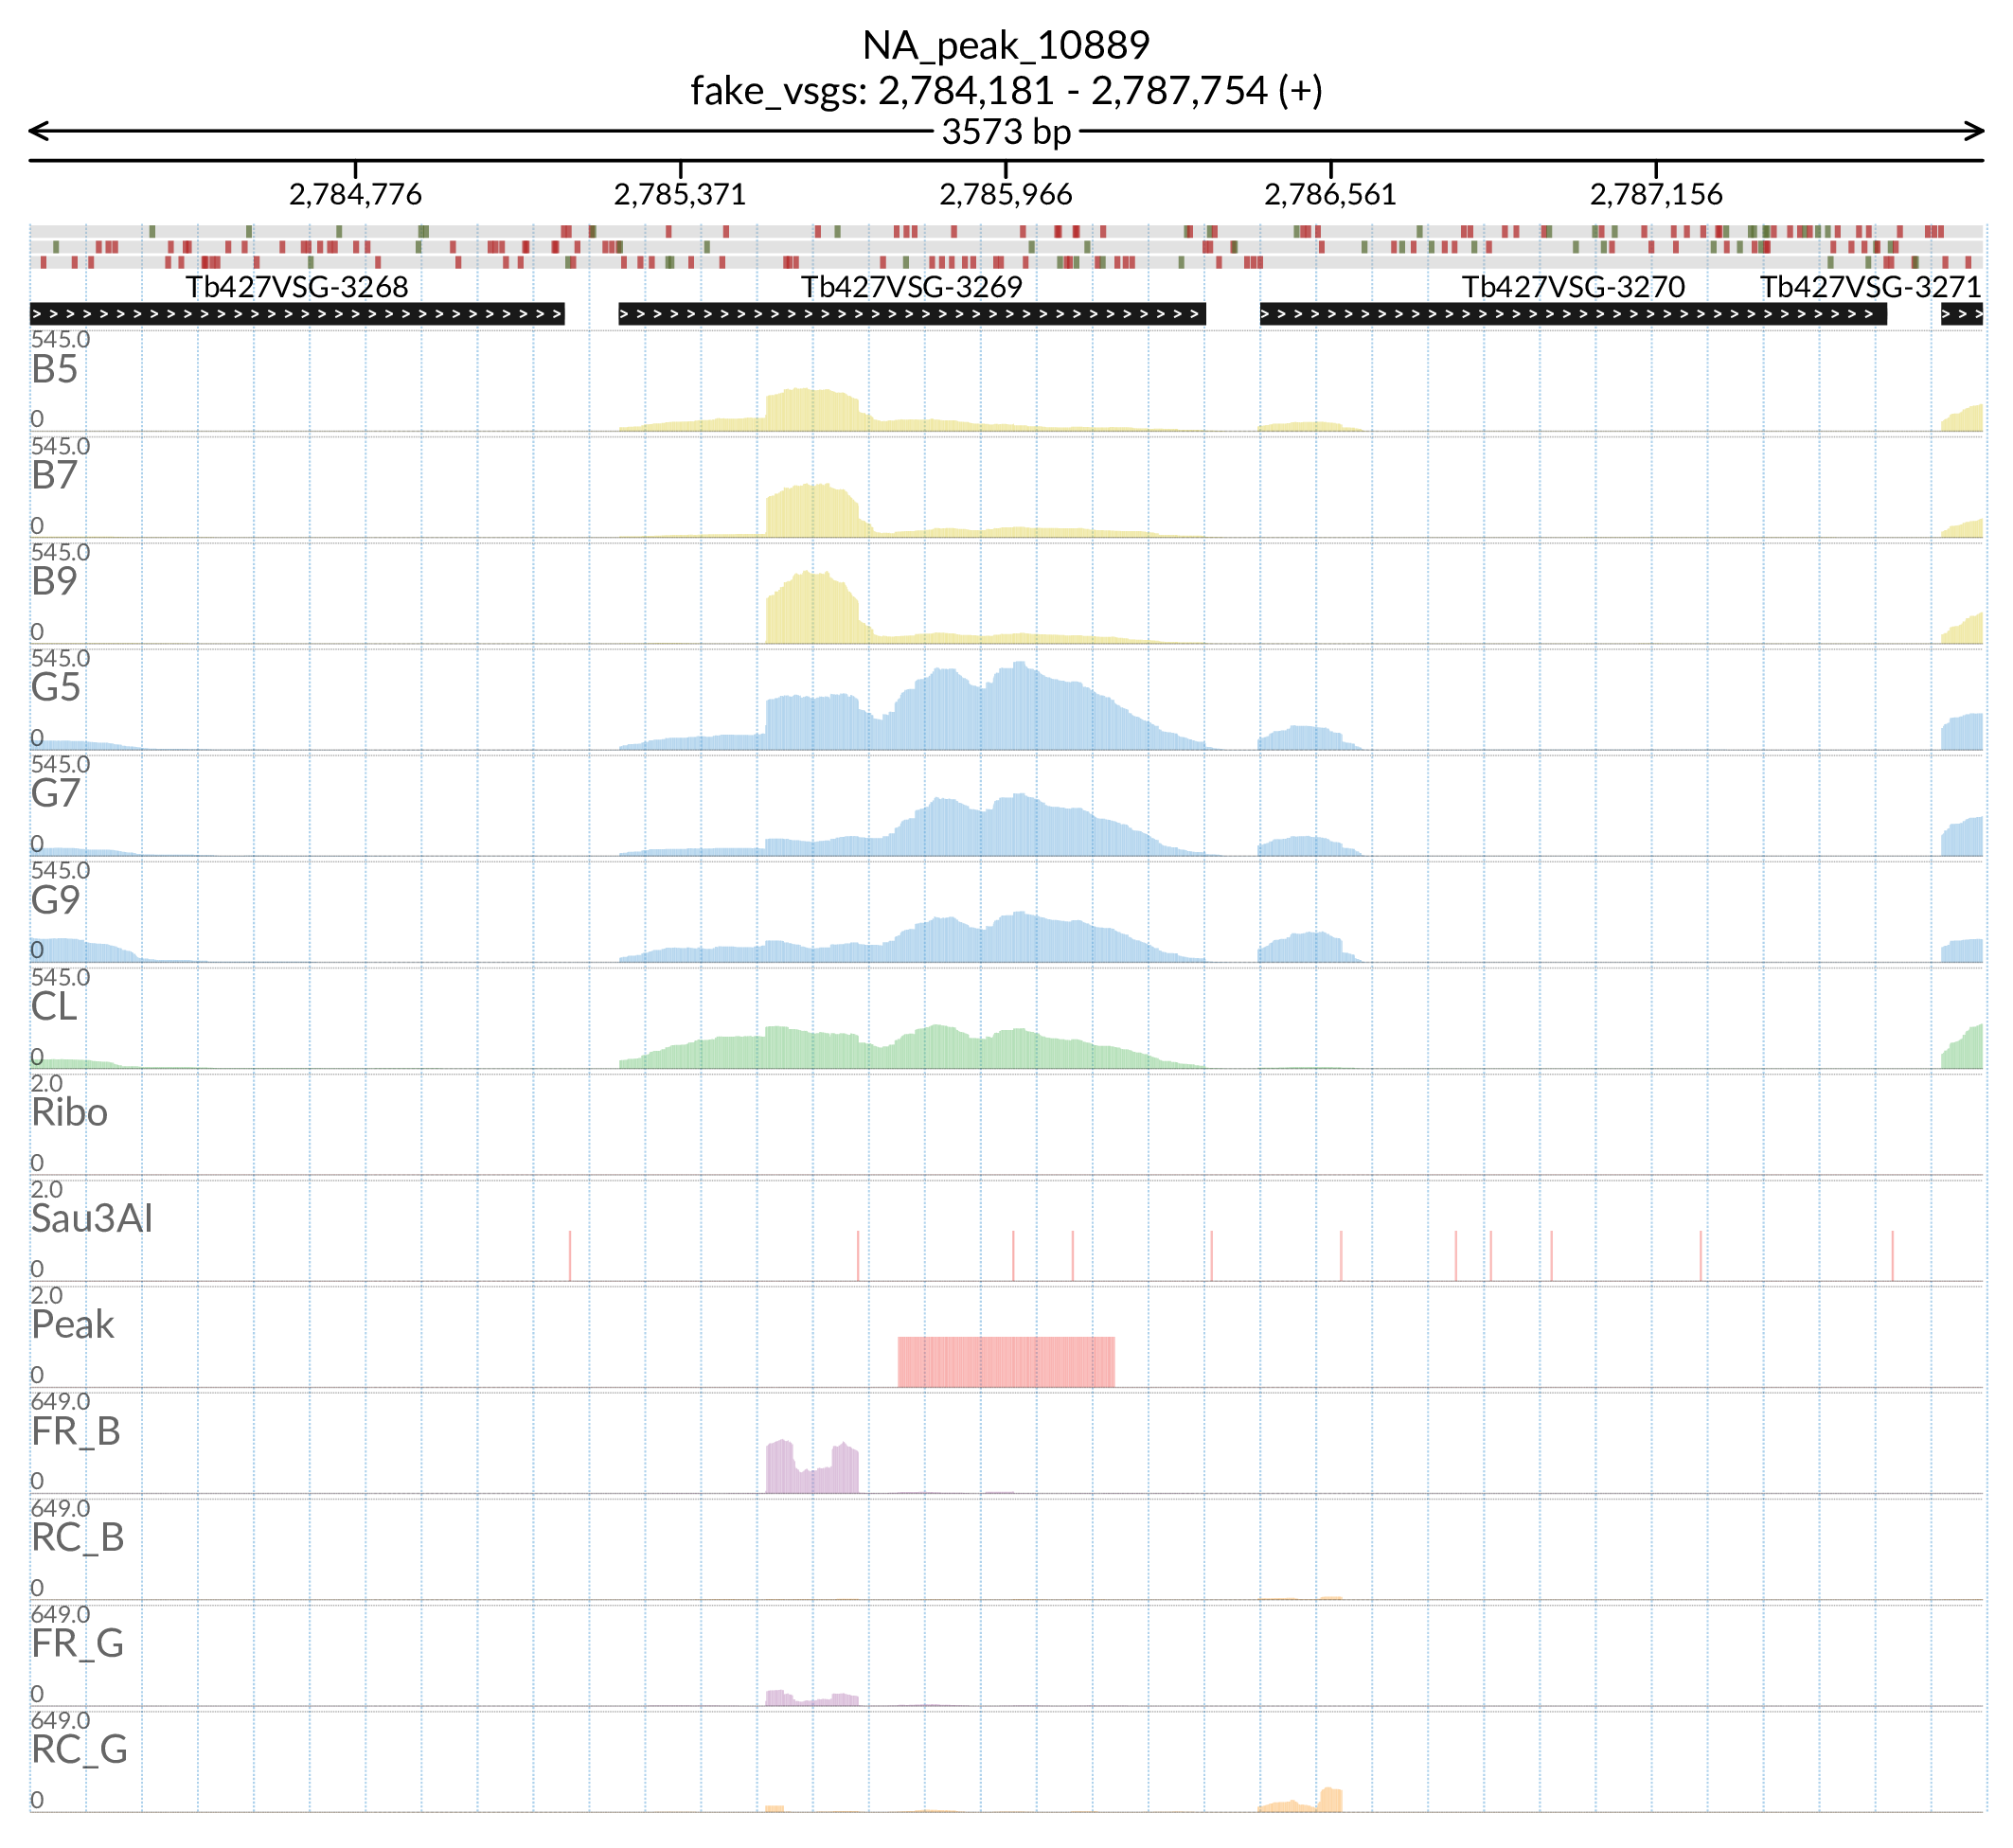 NA_peak_10889
fake_vsgs: 2,784,181 - 2,787,754 (+)
3573 bp
2,784,776 2,785,371 2,785,966 2,786,561 2,787,156
Tb427VSG-3268 Tb427VSG-3269 Tb427VSG-3270 Tb427VSG-3271
545.0
B5
0
545.0
B7
0
545.0
B9
0
545.0
G5
0
545.0
G7
0
545.0
G9
0
545.0
CL
0
2.0
Ribo
0
2.0
Sau3AI
0
2.0
Peak
0
649.0
FR_B
0
649.0
RC_B
0
649.0
FR_G
0
649.0
RC_G
0